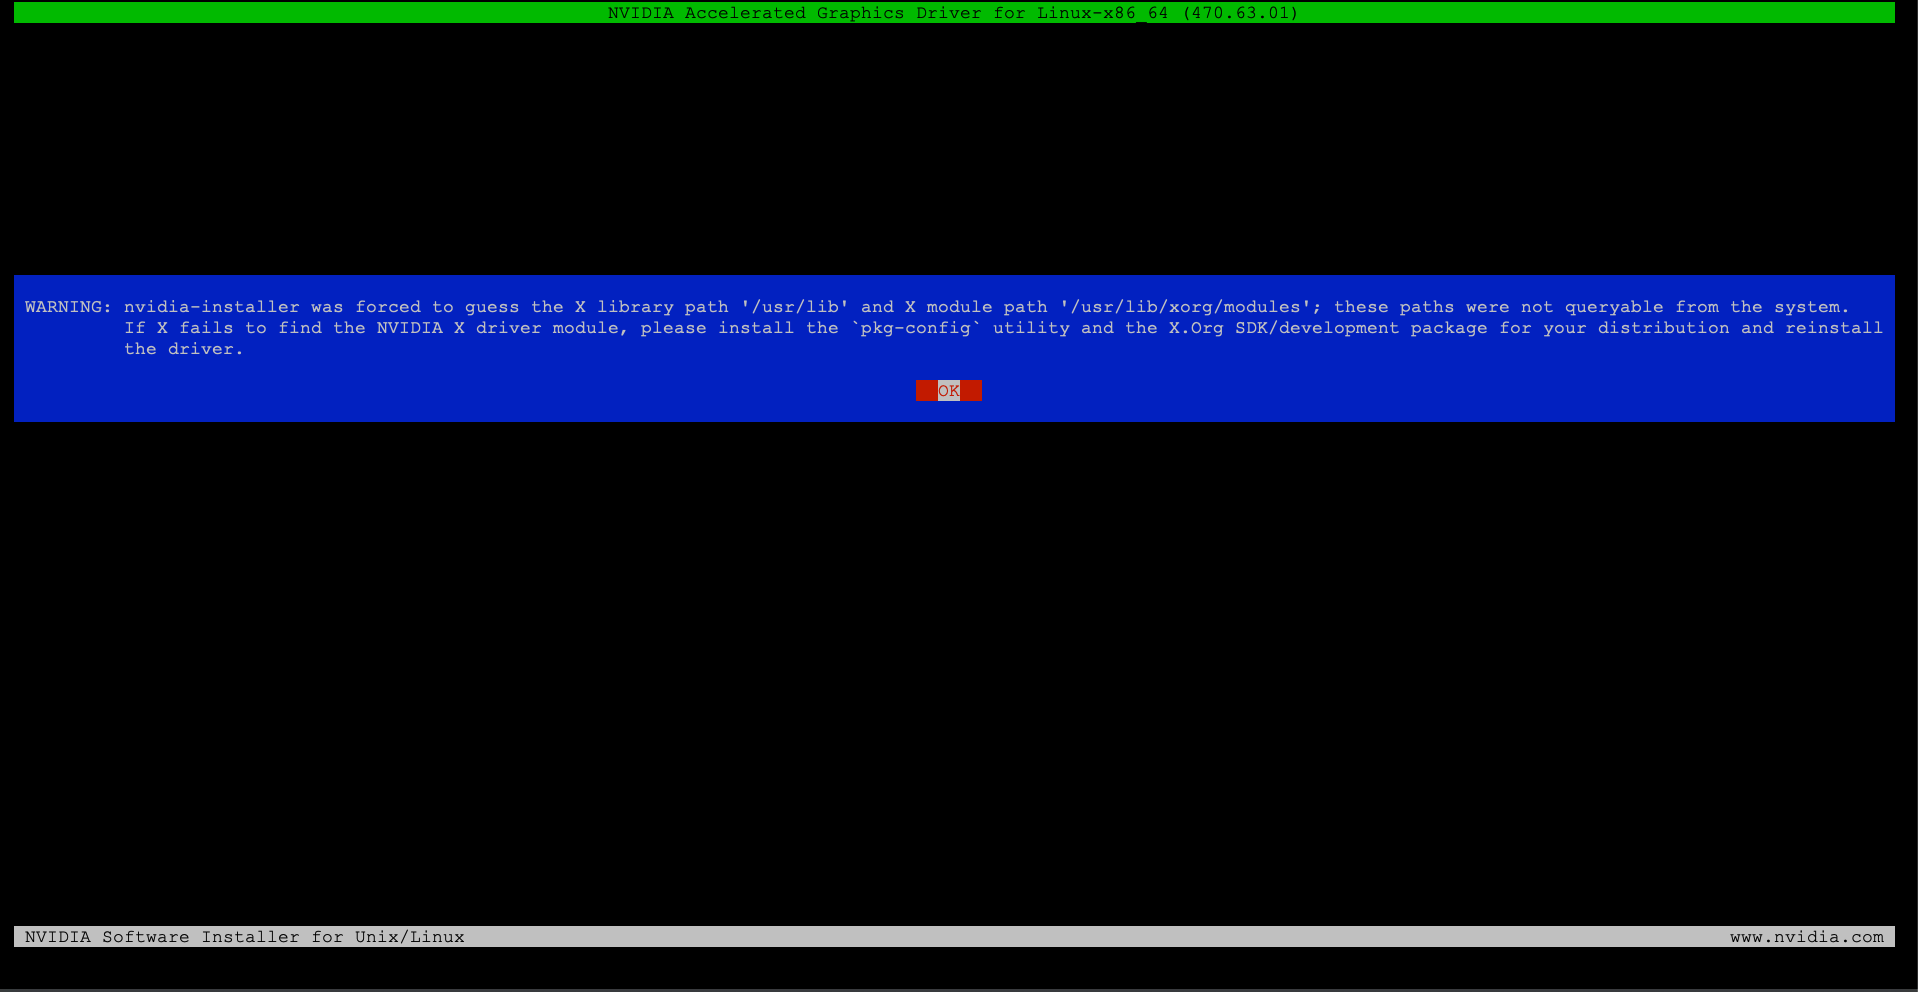 NVIDIA Accelerated Graphics Driver for Linux-x86_64 (470.63.01)
WARNING: nvidia-installer was forced to guess the X library path '/usr/lib' and X module path '/usr/lib/xorg/modules'; these paths were not queryable from the system.
If X fails to find the NVIDIA X driver module, please install the `pkg-config` utility and the X.Org SDK/development package for your distribution and reinstall
the driver.
OK
NVIDIA Software Installer for Unix/Linux www.nvidia.com